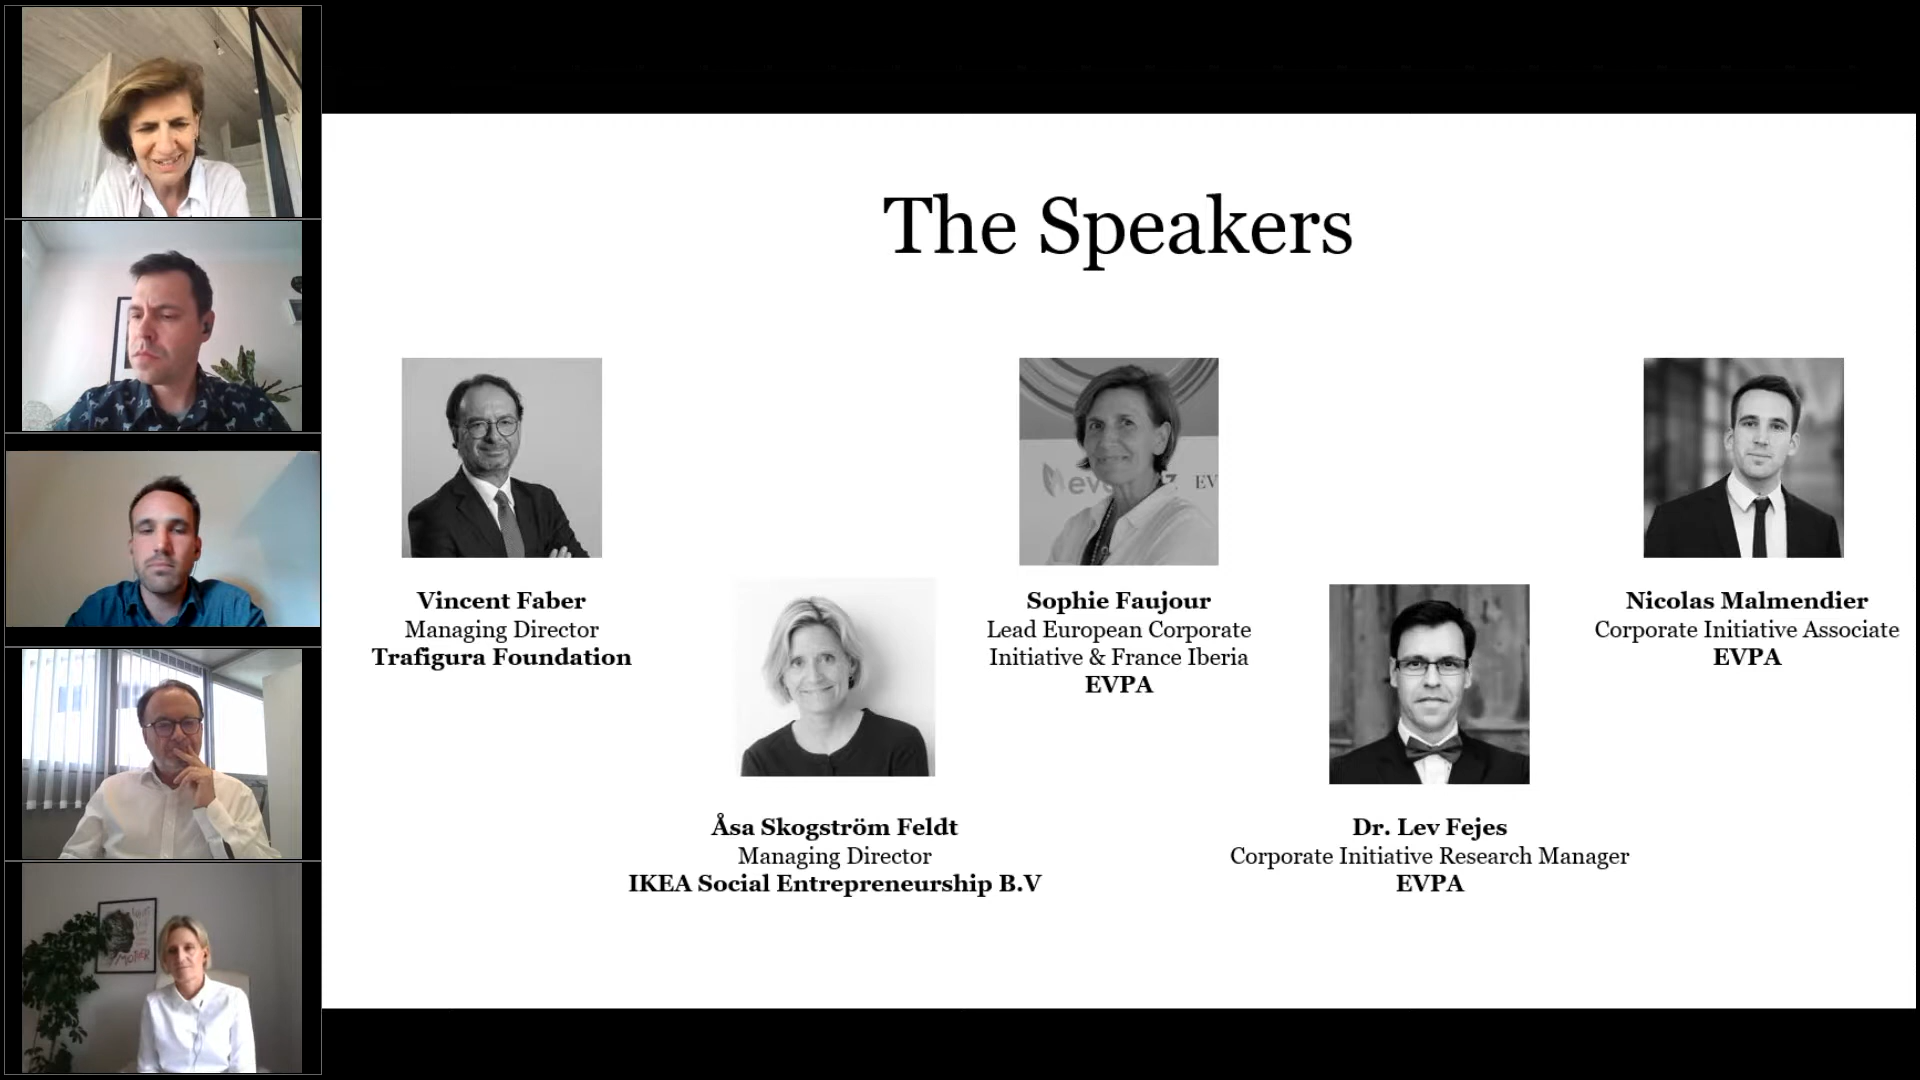 The Speakers
EV
Vincent Faber
Managing Director
Trafigura Foundation
Sophie Faujour
Lead European Corporate
Initiative & France Iberia
EVPA
Nicolas Malmendier
Corporate Initiative Associate
EVPA
Åsa Skogström Feldt
Managing Director
IKEA Social Entrepreneurship B.V
Dr. Lev Fejes
Corporate Initiative Research Manager
EVPA
MOTHER